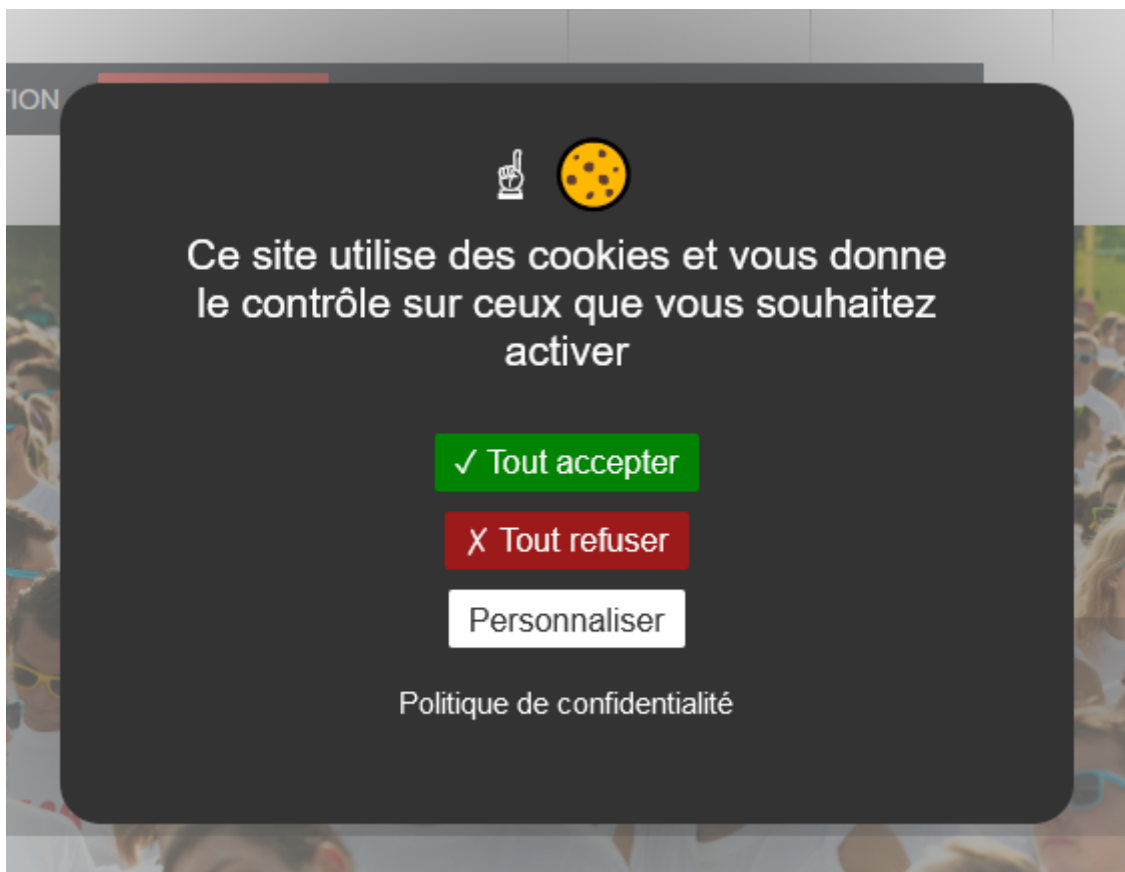 TION
Ce site utilise des cookies et vous donne
le contrôle sur ceux que vous souhaitez
activer
✓ Tout accepter
✗ Tout refuser
Personnaliser
Politique de confidentialité